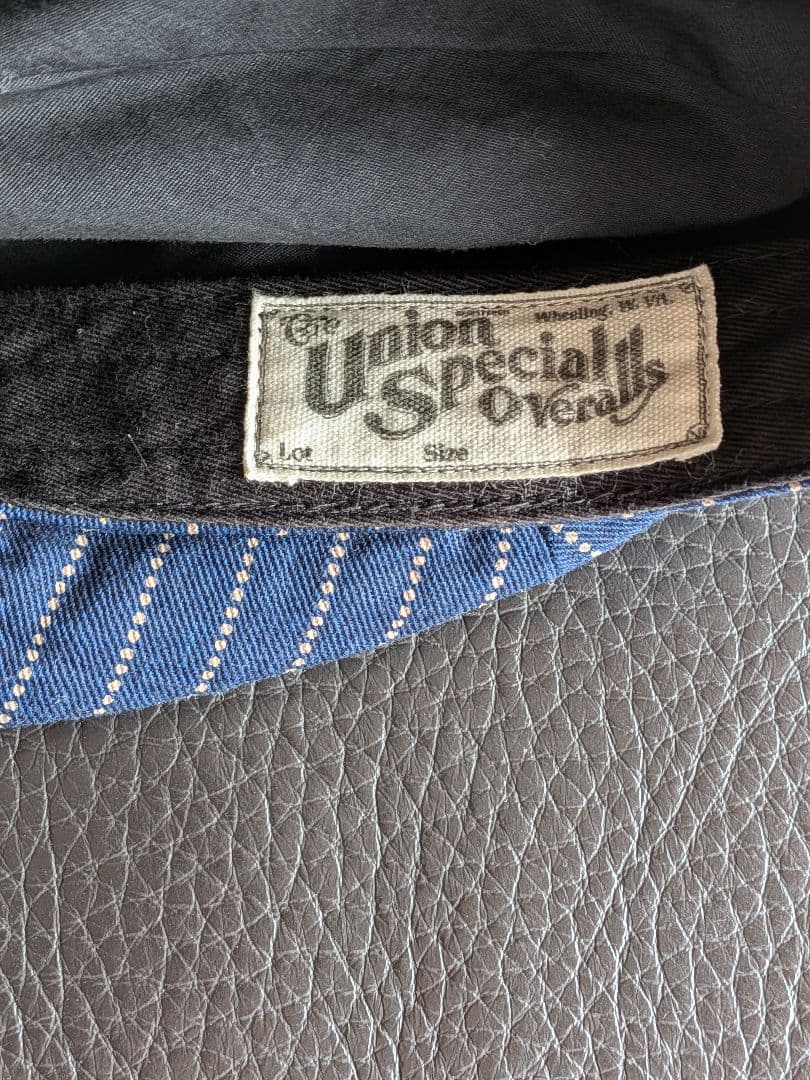 The Union Wheeling, W. VA.
Special
Overalls
Lot Size